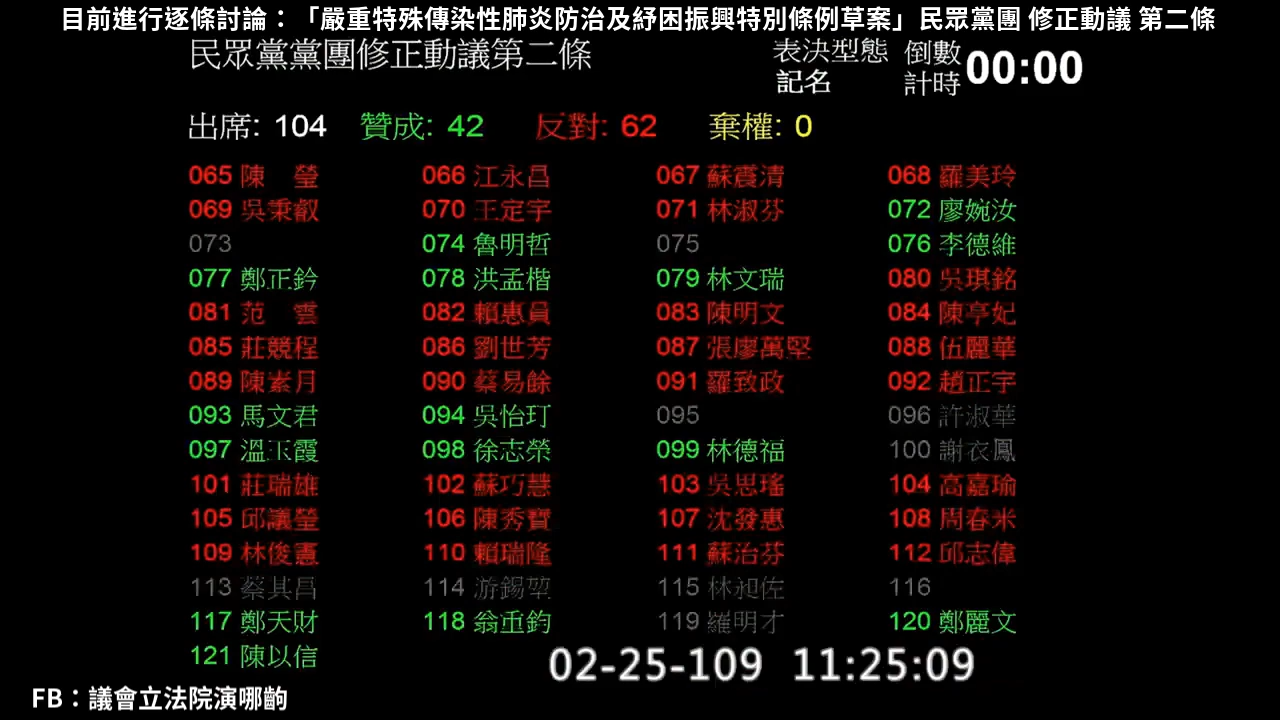 目前進行逐條討論：「嚴重特殊傳染性肺炎防治及紓困振興特別條例草案」民眾黨團 修正動議 第二條
民眾黨黨團修正動議第二條 表決型態 記名 倒數計時 00:00
出席: 104 贊成: 42 反對: 62 棄權: 0
065 陳 瑩 066 江永昌 067 蘇震清 068 羅美玲
069 吳秉叡 070 王定宇 071 林淑芬 072 廖婉汝
073 074 魯明哲 075 076 李德維
077 鄭正鈐 078 洪孟楷 079 林文瑞 080 吳琪銘
081 范 雲 082 賴惠員 083 陳明文 084 陳亭妃
085 莊競程 086 劉世芳 087 張廖萬堅 088 伍麗華
089 陳素月 090 蔡易餘 091 羅致政 092 趙正宇
093 馬文君 094 吳怡玎 095 096 許淑華
097 溫玉霞 098 徐志榮 099 林德福 100 謝衣鳳
101 莊瑞雄 102 蘇巧慧 103 吳思瑤 104 高嘉瑜
105 邱議瑩 106 陳秀寳 107 沈發惠 108 周春米
109 林俊憲 110 賴瑞隆 111 蘇治芬 112 邱志偉
113 蔡其昌 114 游錫堃 115 林昶佐 116
117 鄭天財 118 翁重鈞 119 羅明才 120 鄭麗文
121 陳以信
02-25-109 11:25:09
FB：議會立法院演哪齣